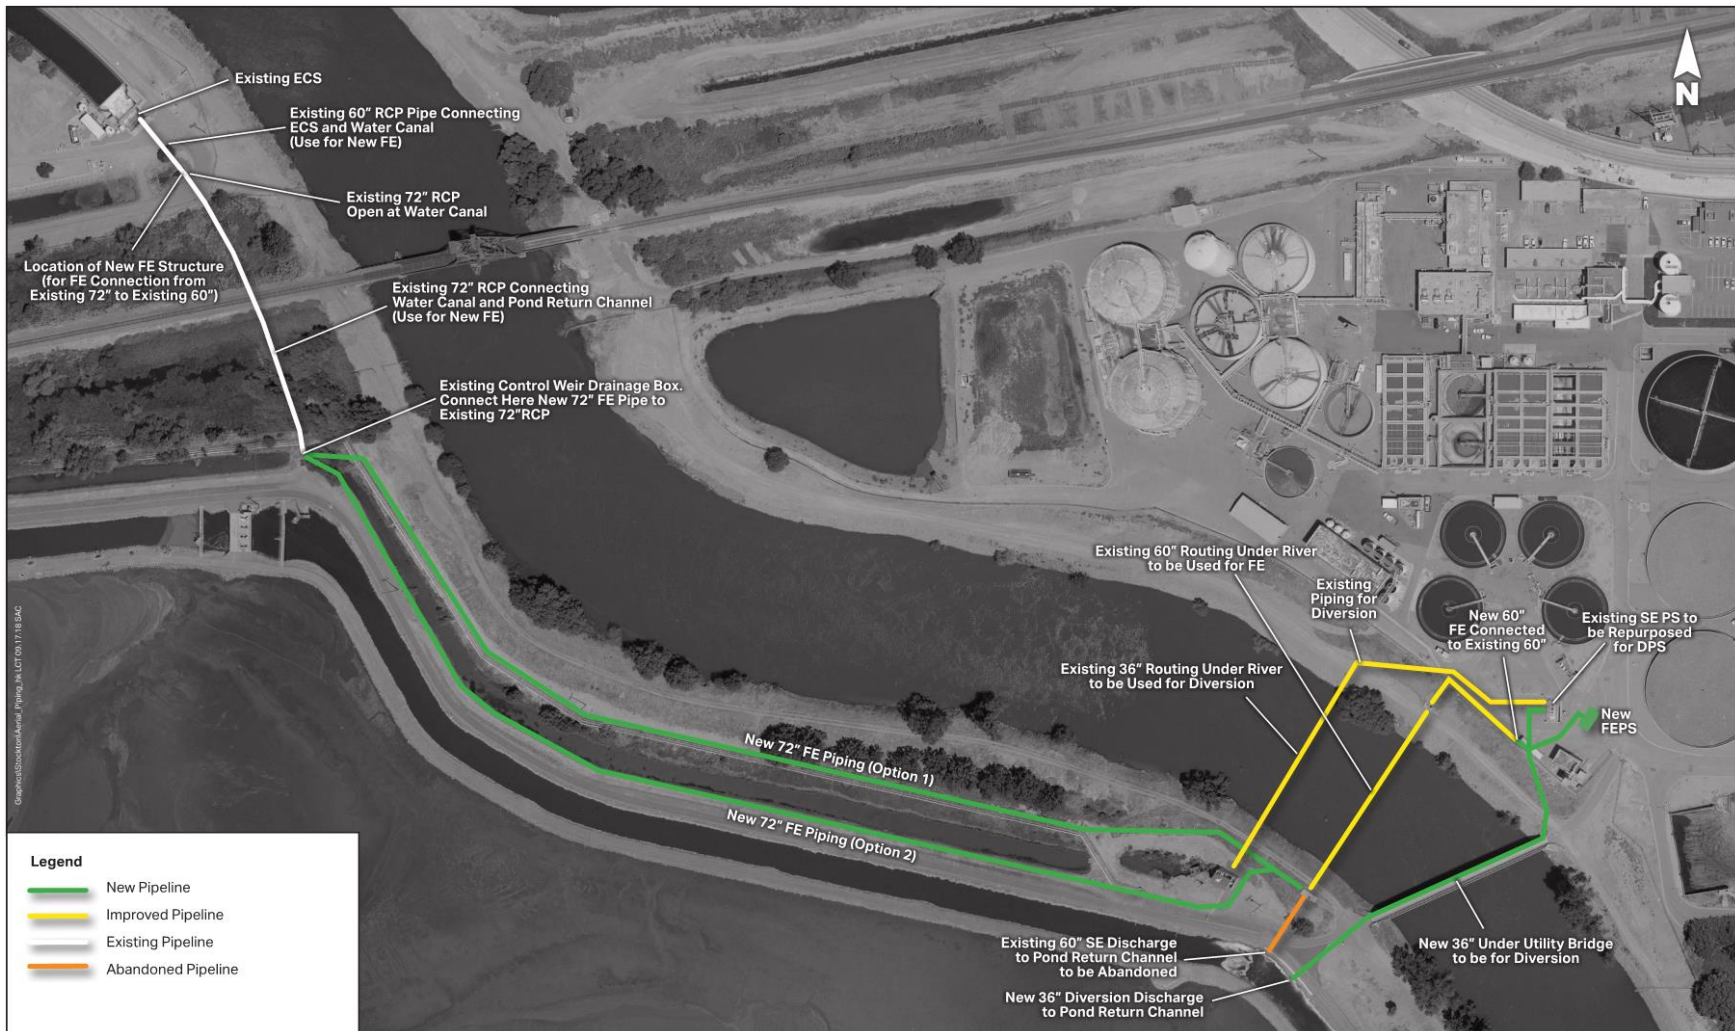 Existing ECS
Existing 60" RCP Pipe Connecting
ECS and Water Canal
(Use for New FE)
N
Existing 72" RCP
Open at Water Canal
Location of New FE Structure
(for FE Connection from
Existing 72" to Existing 60")
Existing 72" RCP Connecting
Water Canal and Pond Return Channel
(Use for New FE)
Existing Control Weir Drainage Box.
Connect Here New 72" FE Pipe to
Existing 72"RCP
Existing 60" Routing Under River
to be Used for FE
Existing
Piping for
Diversion
New 60"
FE Connected
to Existing 60"
Existing SE PS to
be Repurposed
for DPS
Existing 36" Routing Under River
to be Used for Diversion
New
FEPS
New 72" FE Piping (Option 1)
New 72" FE Piping (Option 2)
Existing 60" SE Discharge
to Pond Return Channel
to be Abandoned
New 36" Under Utility Bridge
to be for Diversion
New 36" Diversion Discharge
to Pond Return Channel
Graphics\Stockton\Aerial_Piping_hk LCT 09.17.18 SAC
Legend
New Pipeline
Improved Pipeline
Existing Pipeline
Abandoned Pipeline